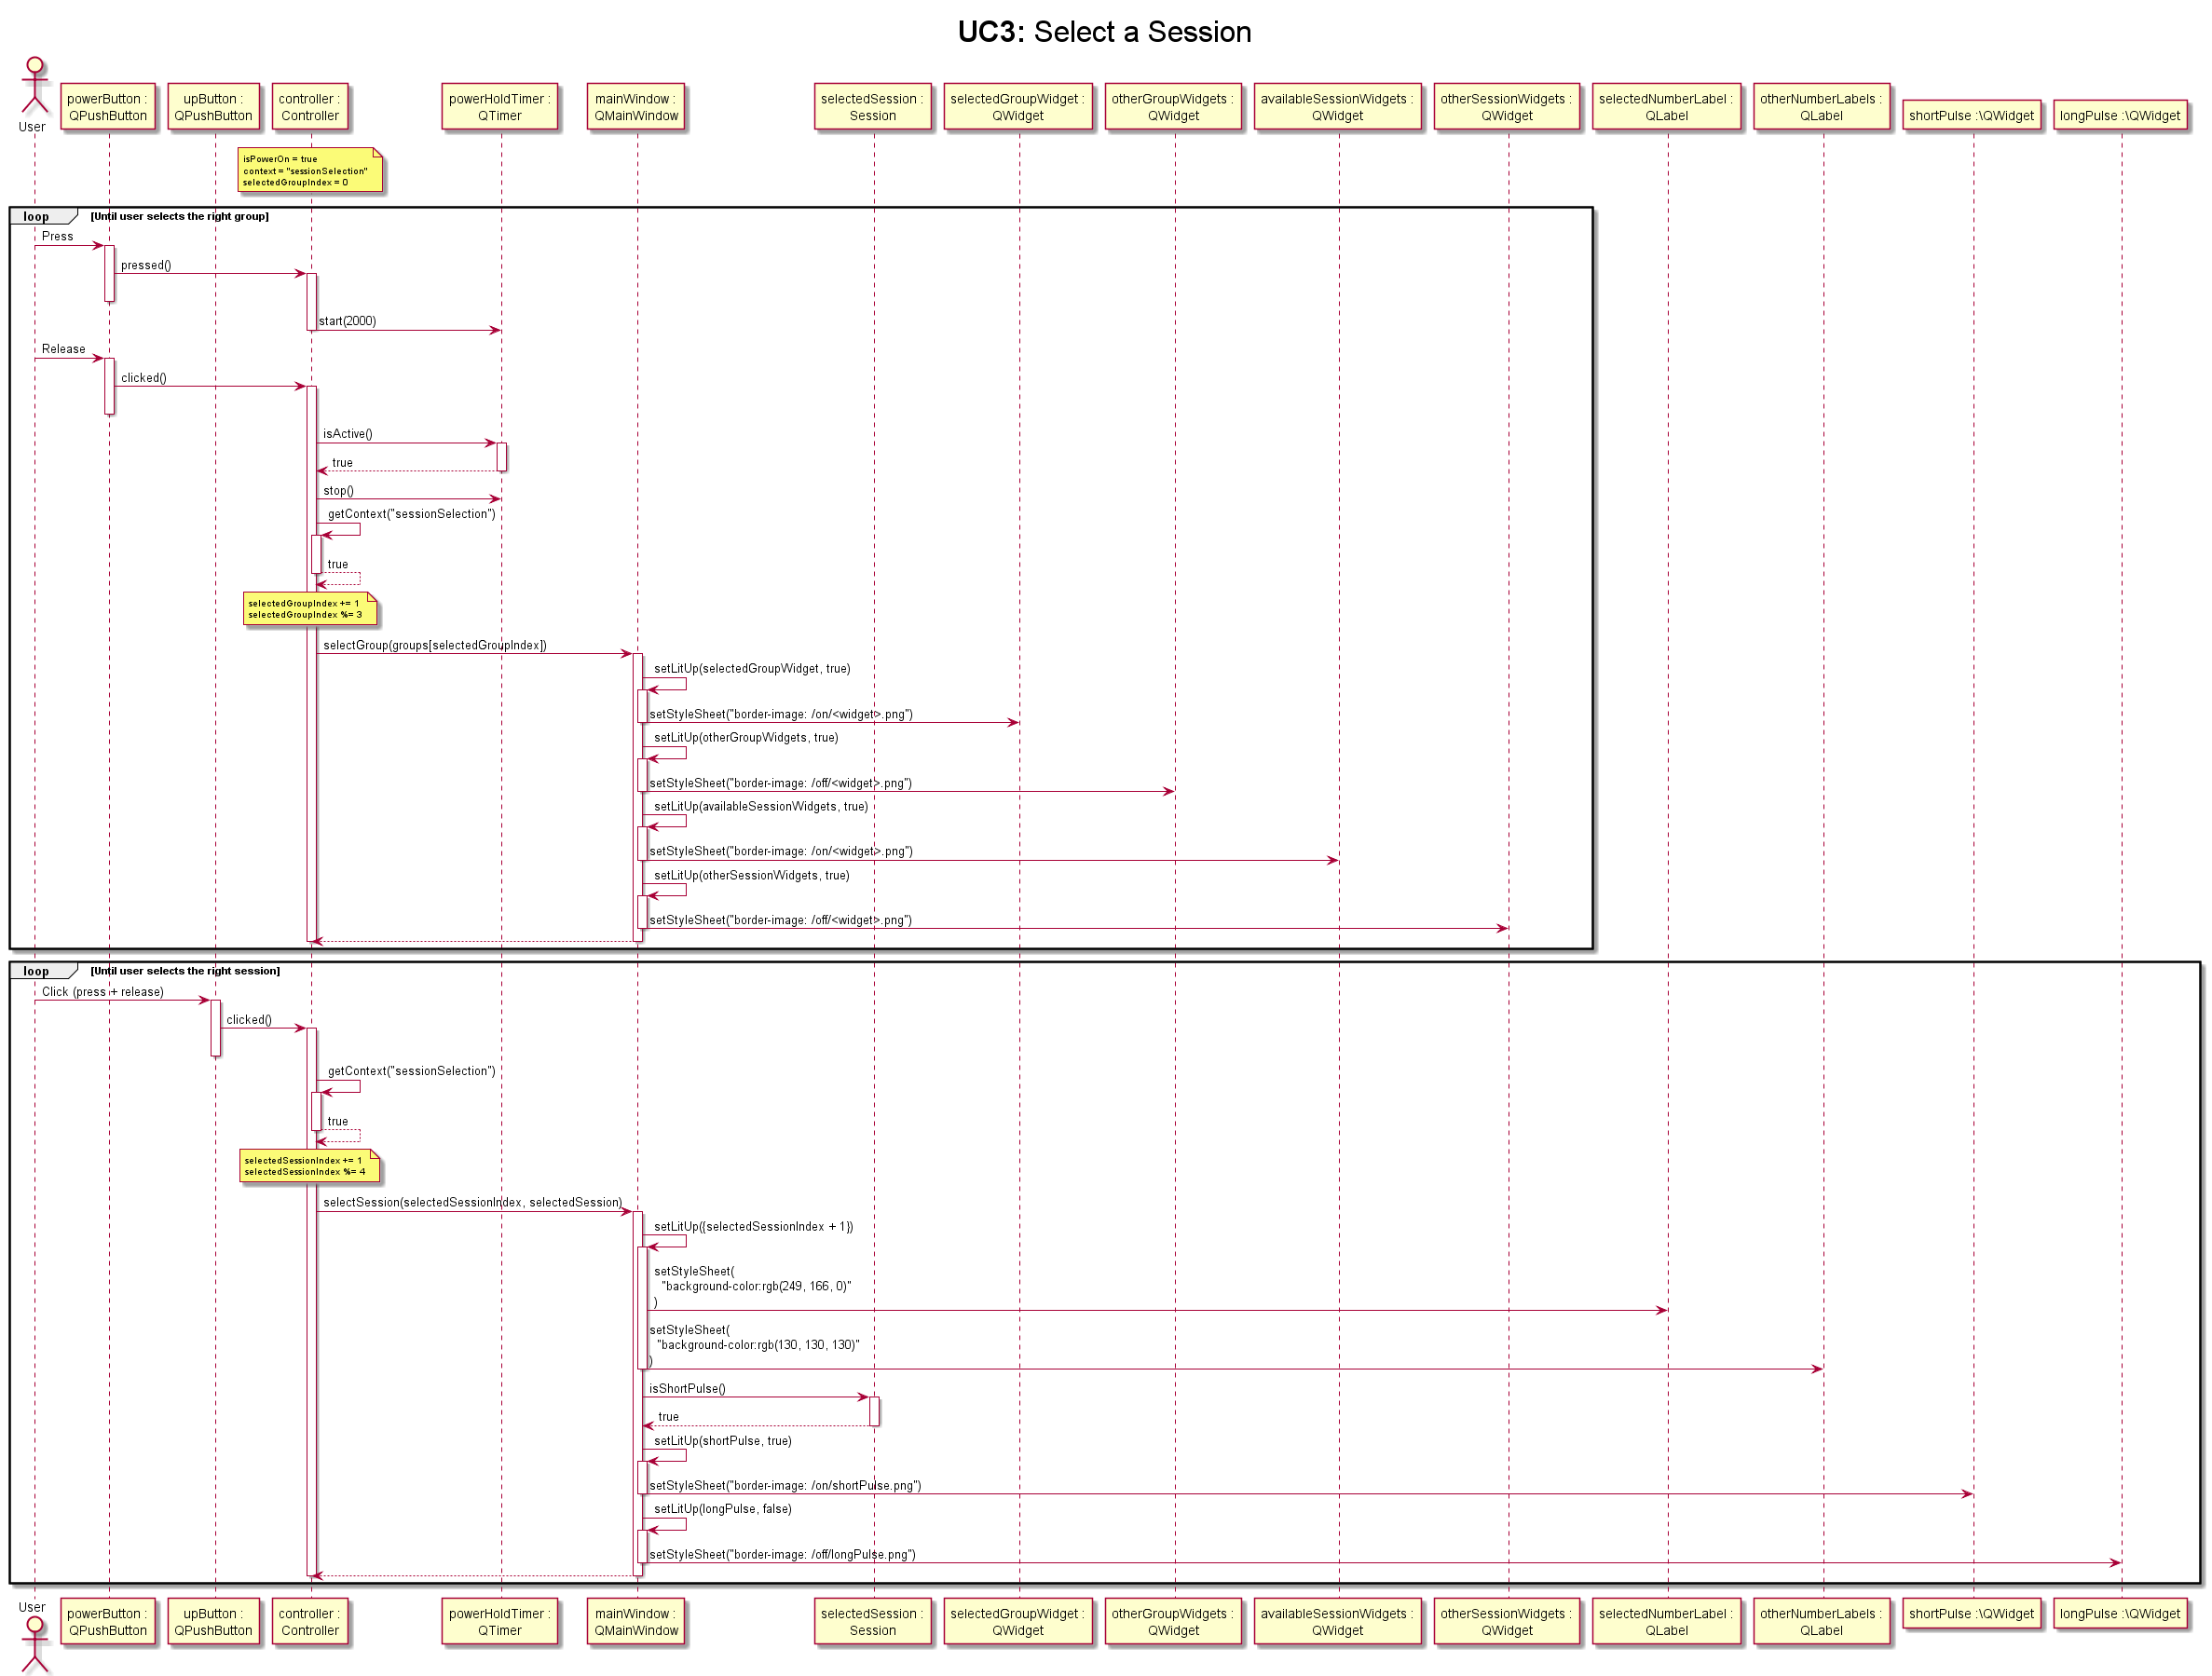 UC3: Select a Session
User
powerButton :
QPushButton
upButton :
QPushButton
controller :
Controller
powerHoldTimer :
QTimer
mainWindow :
QMainWindow
selectedSession :
Session
selectedGroupWidget :
QWidget
otherGroupWidgets :
QWidget
availableSessionWidgets :
QWidget
otherSessionWidgets :
QWidget
selectedNumberLabel :
QLabel
otherNumberLabels :
QLabel
shortPulse :\QWidget
longPulse :\QWidget
isPowerOn = true
context = "sessionSelection"
selectedGroupIndex = 0
loop [Until user selects the right group]
Press
pressed()
start(2000)
Release
clicked()
isActive()
true
stop()
getContext("sessionSelection")
true
selectedGroupIndex += 1
selectedGroupIndex %= 3
selectGroup(groups[selectedGroupIndex])
setLitUp(selectedGroupWidget, true)
setStyleSheet("border-image: /on/<widget>.png")
setLitUp(otherGroupWidgets, true)
setStyleSheet("border-image: /off/<widget>.png")
setLitUp(availableSessionWidgets, true)
setStyleSheet("border-image: /on/<widget>.png")
setLitUp(otherSessionWidgets, true)
setStyleSheet("border-image: /off/<widget>.png")
loop [Until user selects the right session]
Click (press + release)
clicked()
getContext("sessionSelection")
true
selectedSessionIndex += 1
selectedSessionIndex %= 4
selectSession(selectedSessionIndex, selectedSession)
setLitUp({selectedSessionIndex + 1})
setStyleSheet(
"background-color:rgb(249, 166, 0)"
)
setStyleSheet(
"background-color:rgb(130, 130, 130)"
)
isShortPulse()
true
setLitUp(shortPulse, true)
setStyleSheet("border-image: /on/shortPulse.png")
setLitUp(longPulse, false)
setStyleSheet("border-image: /off/longPulse.png")
User
powerButton :
QPushButton
upButton :
QPushButton
controller :
Controller
powerHoldTimer :
QTimer
mainWindow :
QMainWindow
selectedSession :
Session
selectedGroupWidget :
QWidget
otherGroupWidgets :
QWidget
availableSessionWidgets :
QWidget
otherSessionWidgets :
QWidget
selectedNumberLabel :
QLabel
otherNumberLabels :
QLabel
shortPulse :\QWidget
longPulse :\QWidget